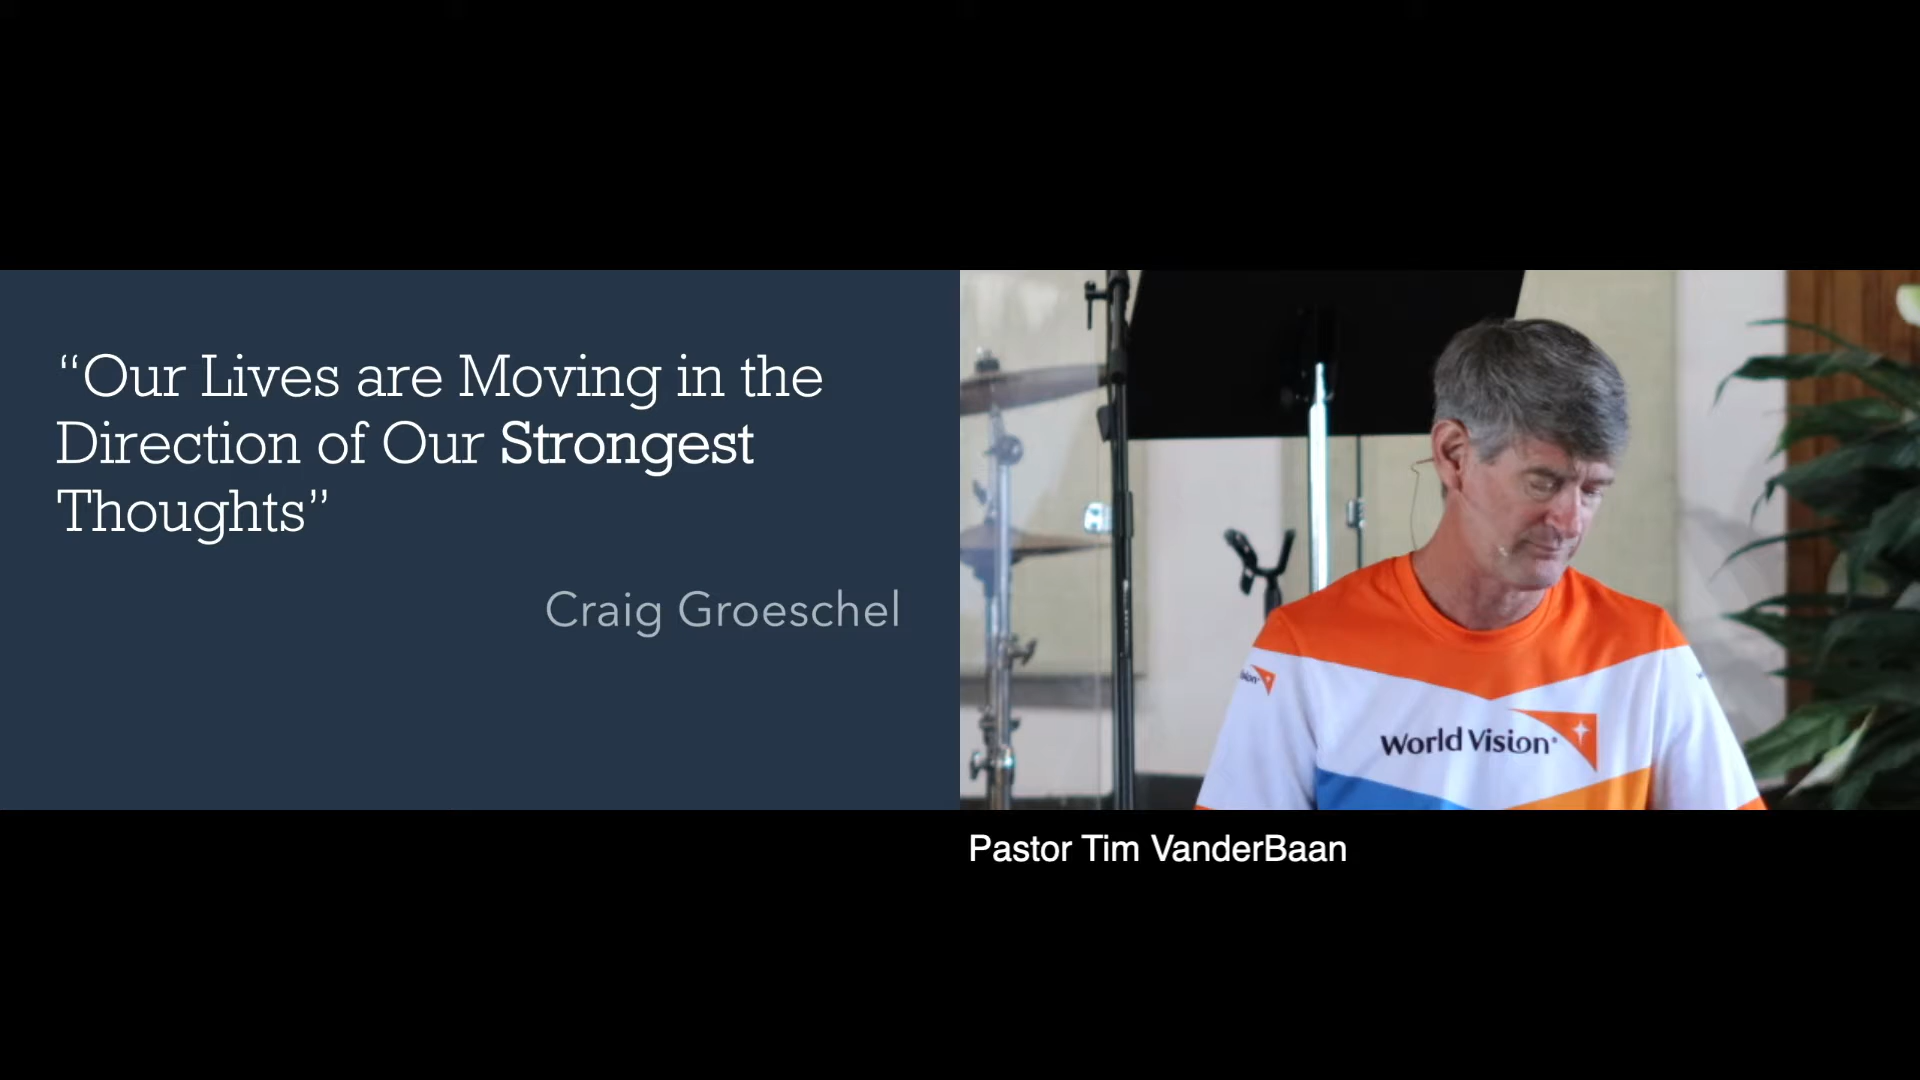 “Our Lives are Moving in the
Direction of Our Strongest
Thoughts”
Craig Groeschel
World Vision
Pastor Tim VanderBaan